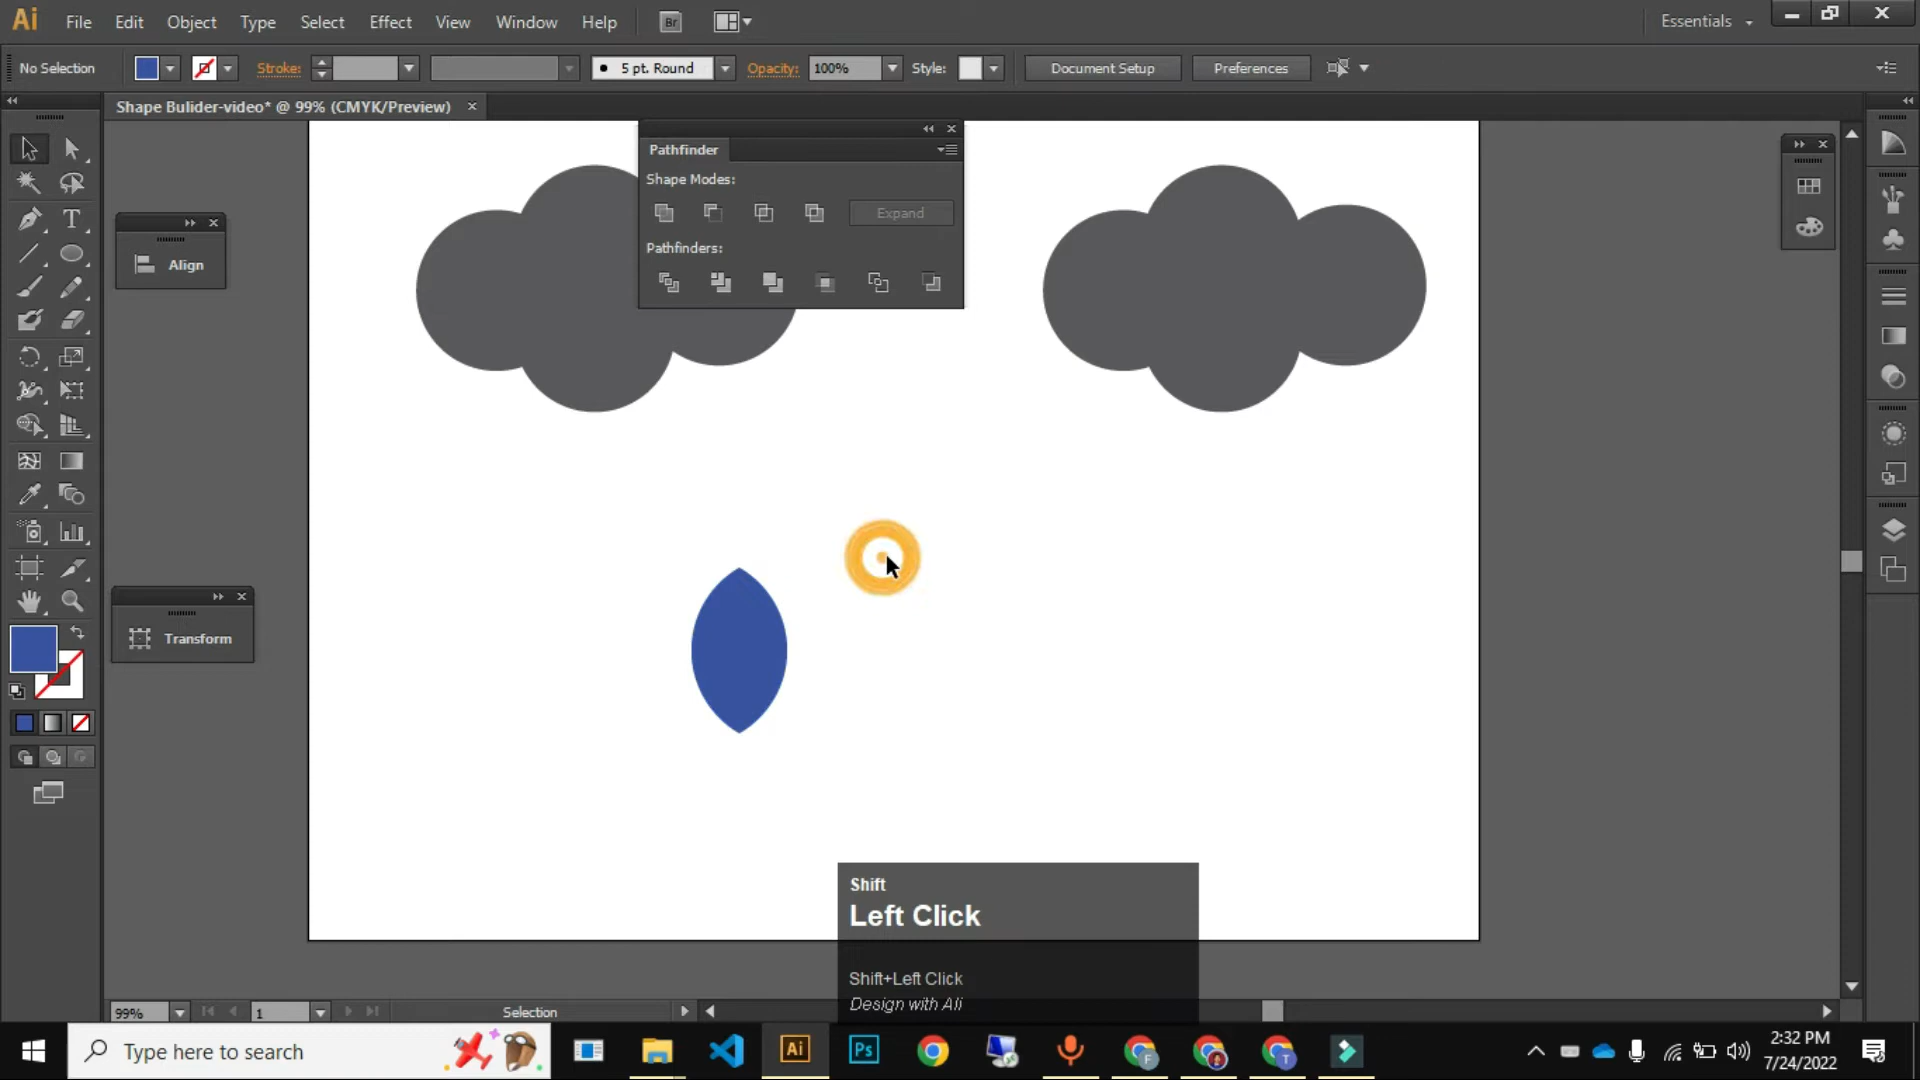 Ai File Edit Object Type Select Effect View Window Help Br Essentials
No Selection Stroke: 5 pt. Round Opacity: 100% Style: Document Setup Preferences
Shape Bulider-video* @ 99% (CMYK/Preview)
Pathfinder
Shape Modes:
Expand
Pathfinders:
Align
Transform
Shift
Left Click
Shift+Left Click
Design with Ali
99% 1 Selection
Type here to search
Ai Ps F T
2:32 PM
7/24/2022